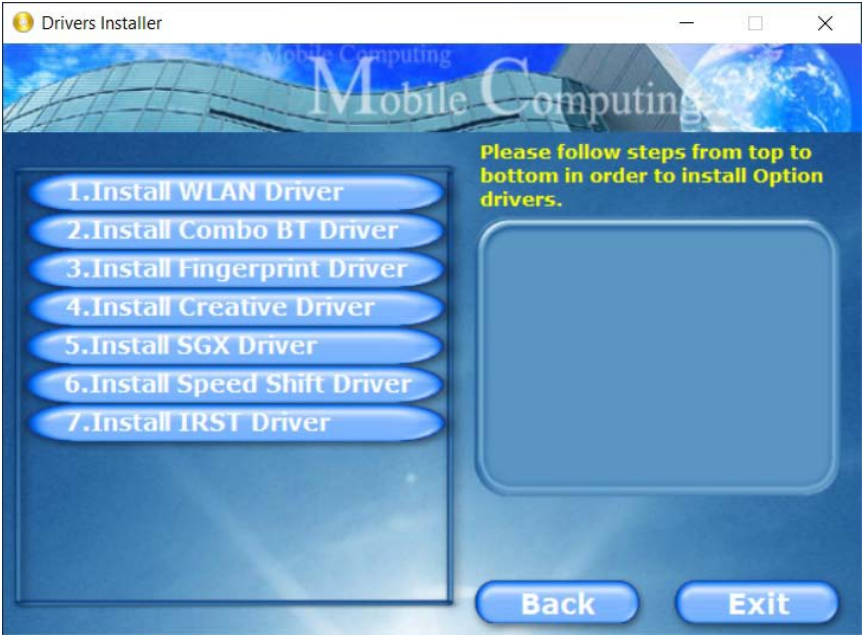 Drivers Installer
Mobile Computing
Mobile Computing
Please follow steps from top to
bottom in order to install Option
drivers.
1.Install WLAN Driver
2.Install Combo BT Driver
3.Install Fingerprint Driver
4.Install Creative Driver
5.Install SGX Driver
6.Install Speed Shift Driver
7.Install IRST Driver
Back
Exit